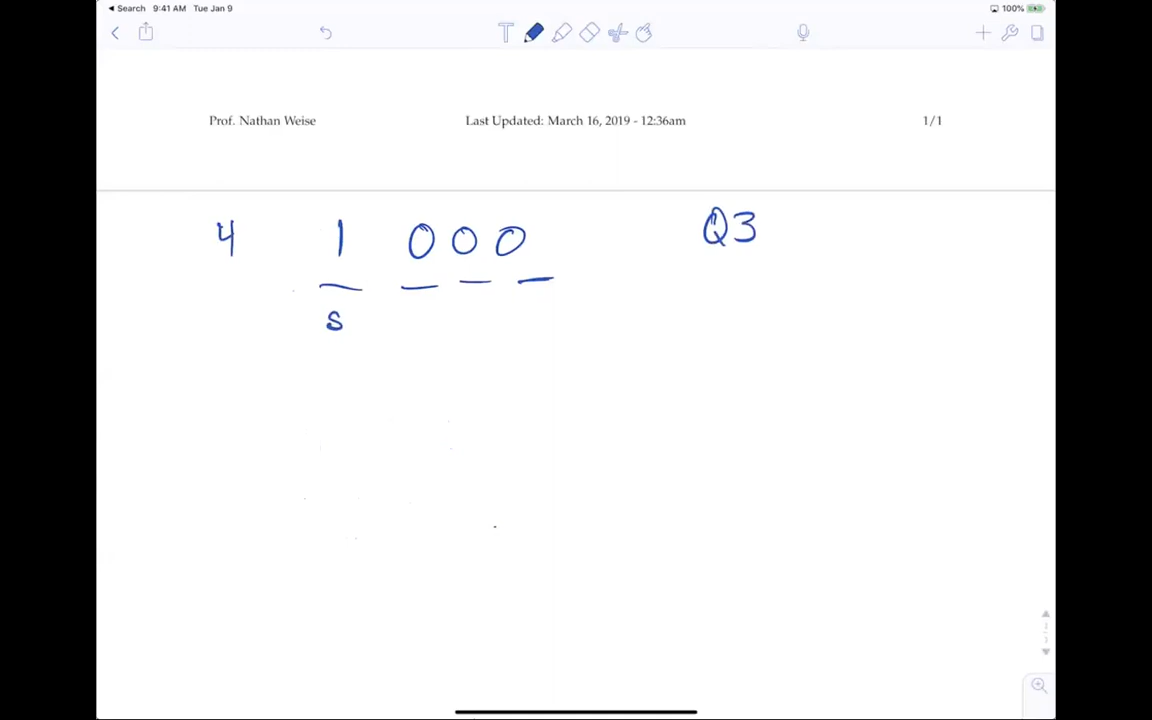 Search 9:41 AM Tue Jan 9 100%
T
Prof. Nathan Weise Last Updated: March 16, 2019 - 12:36am 1/1
4 1 0 0 0 Q3
s